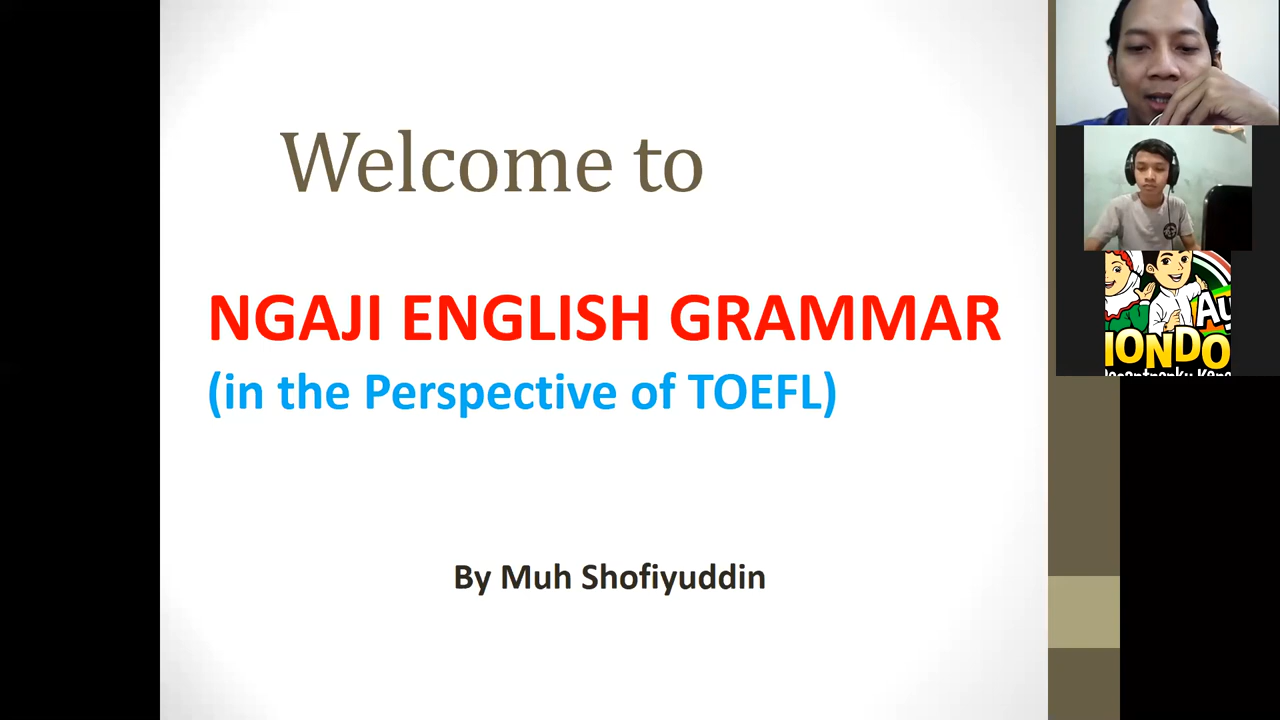 Welcome to
NGAJI ENGLISH GRAMMAR
(in the Perspective of TOEFL)
By Muh Shofiyuddin